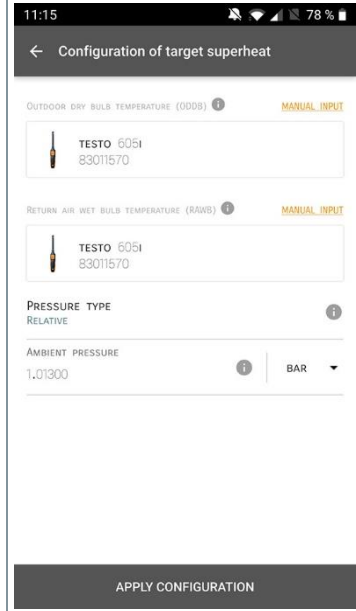 11:15 78 %
Configuration of target superheat
OUTDOOR DRY BULB TEMPERATURE (ODDB) i MANUAL INPUT
TESTO 605I
83011570
RETURN AIR WET BULB TEMPERATURE (RAWB) i MANUAL INPUT
TESTO 605I
83011570
PRESSURE TYPE i
RELATIVE
AMBIENT PRESSURE
1.01300 i BAR
APPLY CONFIGURATION